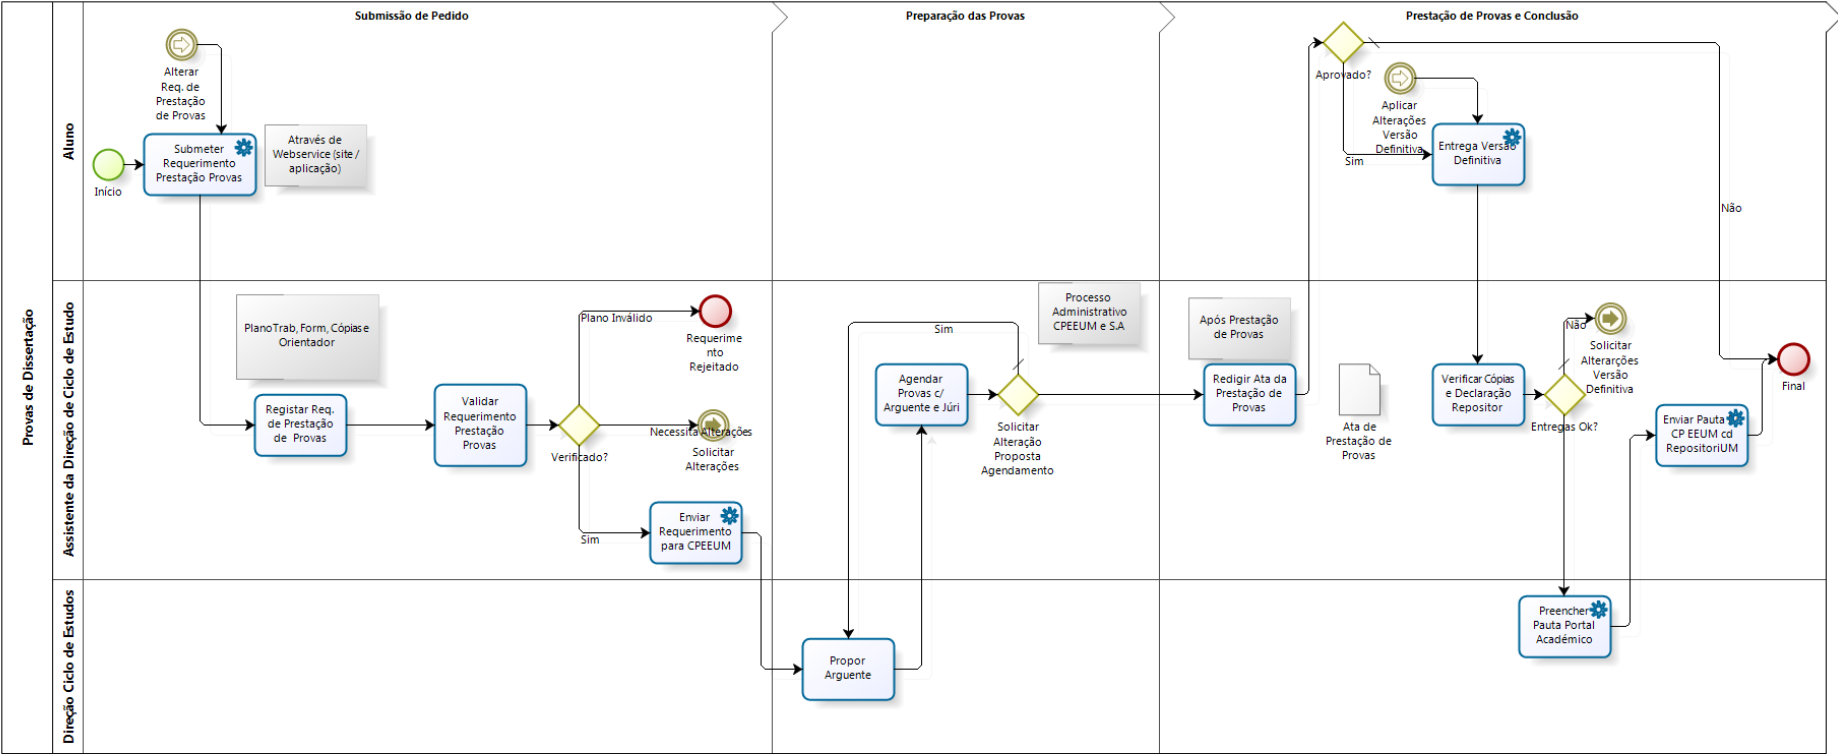 Submissão de Pedido
Preparação das Provas
Prestação de Provas e Conclusão
Provas de Dissertação
Aluno
Alterar
Req. de
Prestação
de Provas
Início
Submeter
Requerimento
Prestação Provas
Através de
Webservice (site /
aplicação)
Aprovado?
Aplicar
Alterações
Versão
Definitiva
Sim
Entrega Versão
Definitiva
Não
Assistente da Direção de Ciclo de Estudo
PlanoTrab, Form, Cópias e
Orientador
Registar Req.
de Prestação
de Provas
Validar
Requerimento
Prestação
Provas
Verificado?
Plano Inválido
Requerime
nto
Rejeitado
Necessita Alterações
Solicitar
Alterações
Sim
Enviar
Requerimento
para CPEEUM
Sim
Agendar
Provas c/
Arguente e Júri
Solicitar
Alteração
Proposta
Agendamento
Processo
Administrativo
CPEEUM e S.A
Após Prestação
de Provas
Redigir Ata da
Prestação de
Provas
Ata de
Prestação de
Provas
Verificar Cópias
e Declaração
Repositor
Entregas Ok?
Não
Solicitar
Alterarções
Versão
Definitiva
Enviar Pauta
CP EEUM cd
RepositoriUM
Final
Direção Ciclo de Estudos
Propor
Arguente
Preencher
Pauta Portal
Académico